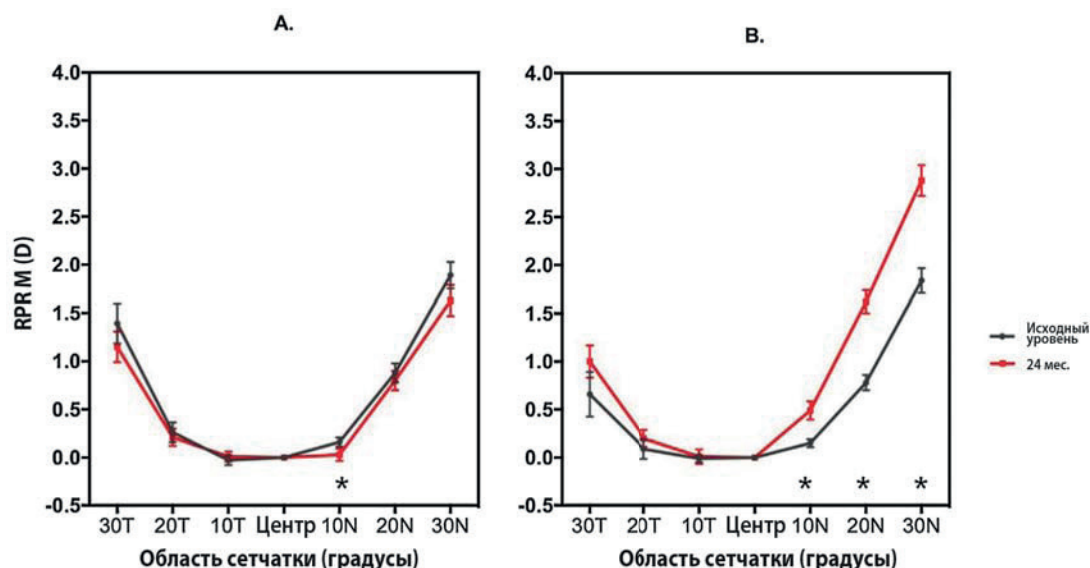 A.
B.
4.0
3.5
3.0
2.5
2.0
1.5
1.0
0.5
0.0
-0.5
RPR M (D)
30T 20T 10T Центр 10N 20N 30N
*
Область сетчатки (градусы)
4.0
3.5
3.0
2.5
2.0
1.5
1.0
0.5
0.0
-0.5
30T 20T 10T Центр 10N 20N 30N
* * *
Область сетчатки (градусы)
Исходный
уровень
24 мес.